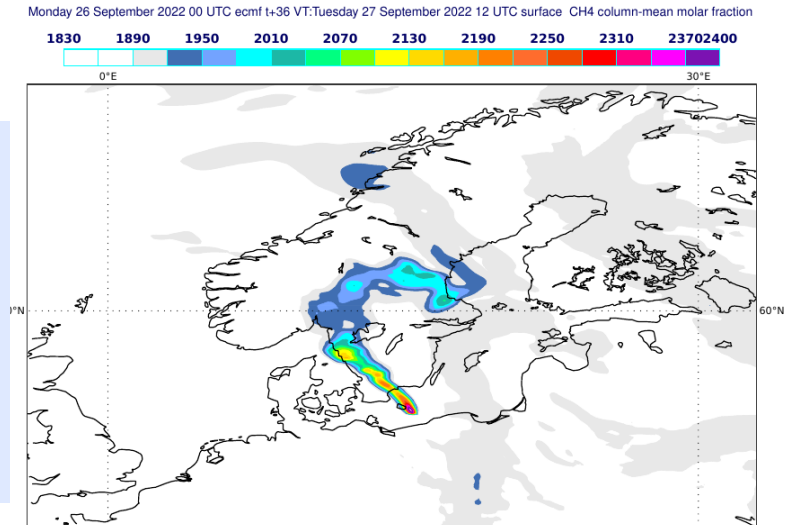 Monday 26 September 2022 00 UTC ecmf t+36 VT:Tuesday 27 September 2022 12 UTC surface CH4 column-mean molar fraction
1830 1890 1950 2010 2070 2130 2190 2250 2310 23702400
0°E 30°E
0°N 60°N